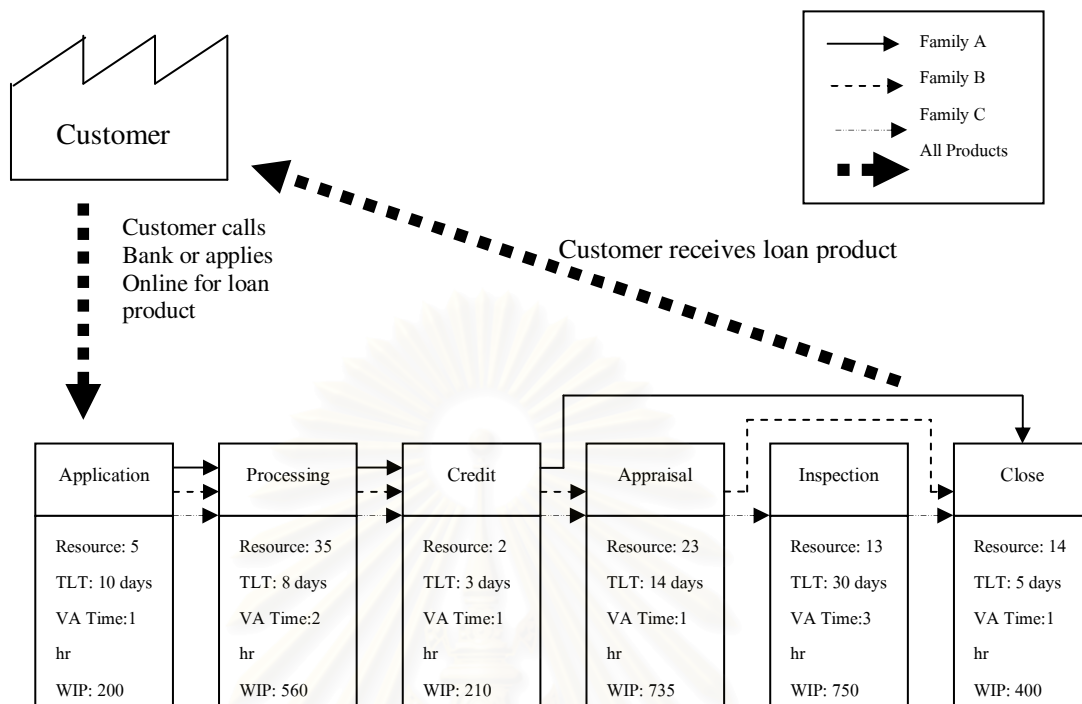 Family A
Family B
Family C
All Products
Customer
Customer calls
Bank or applies
Online for loan
product
Customer receives loan product
Application
Processing
Credit
Appraisal
Inspection
Close
Resource: 5
TLT: 10 days
VA Time:1
hr
WIP: 200
Resource: 35
TLT: 8 days
VA Time:2
hr
WIP: 560
Resource: 2
TLT: 3 days
VA Time:1
hr
WIP: 210
Resource: 23
TLT: 14 days
VA Time:1
hr
WIP: 735
Resource: 13
TLT: 30 days
VA Time:3
hr
WIP: 750
Resource: 14
TLT: 5 days
VA Time:1
hr
WIP: 400